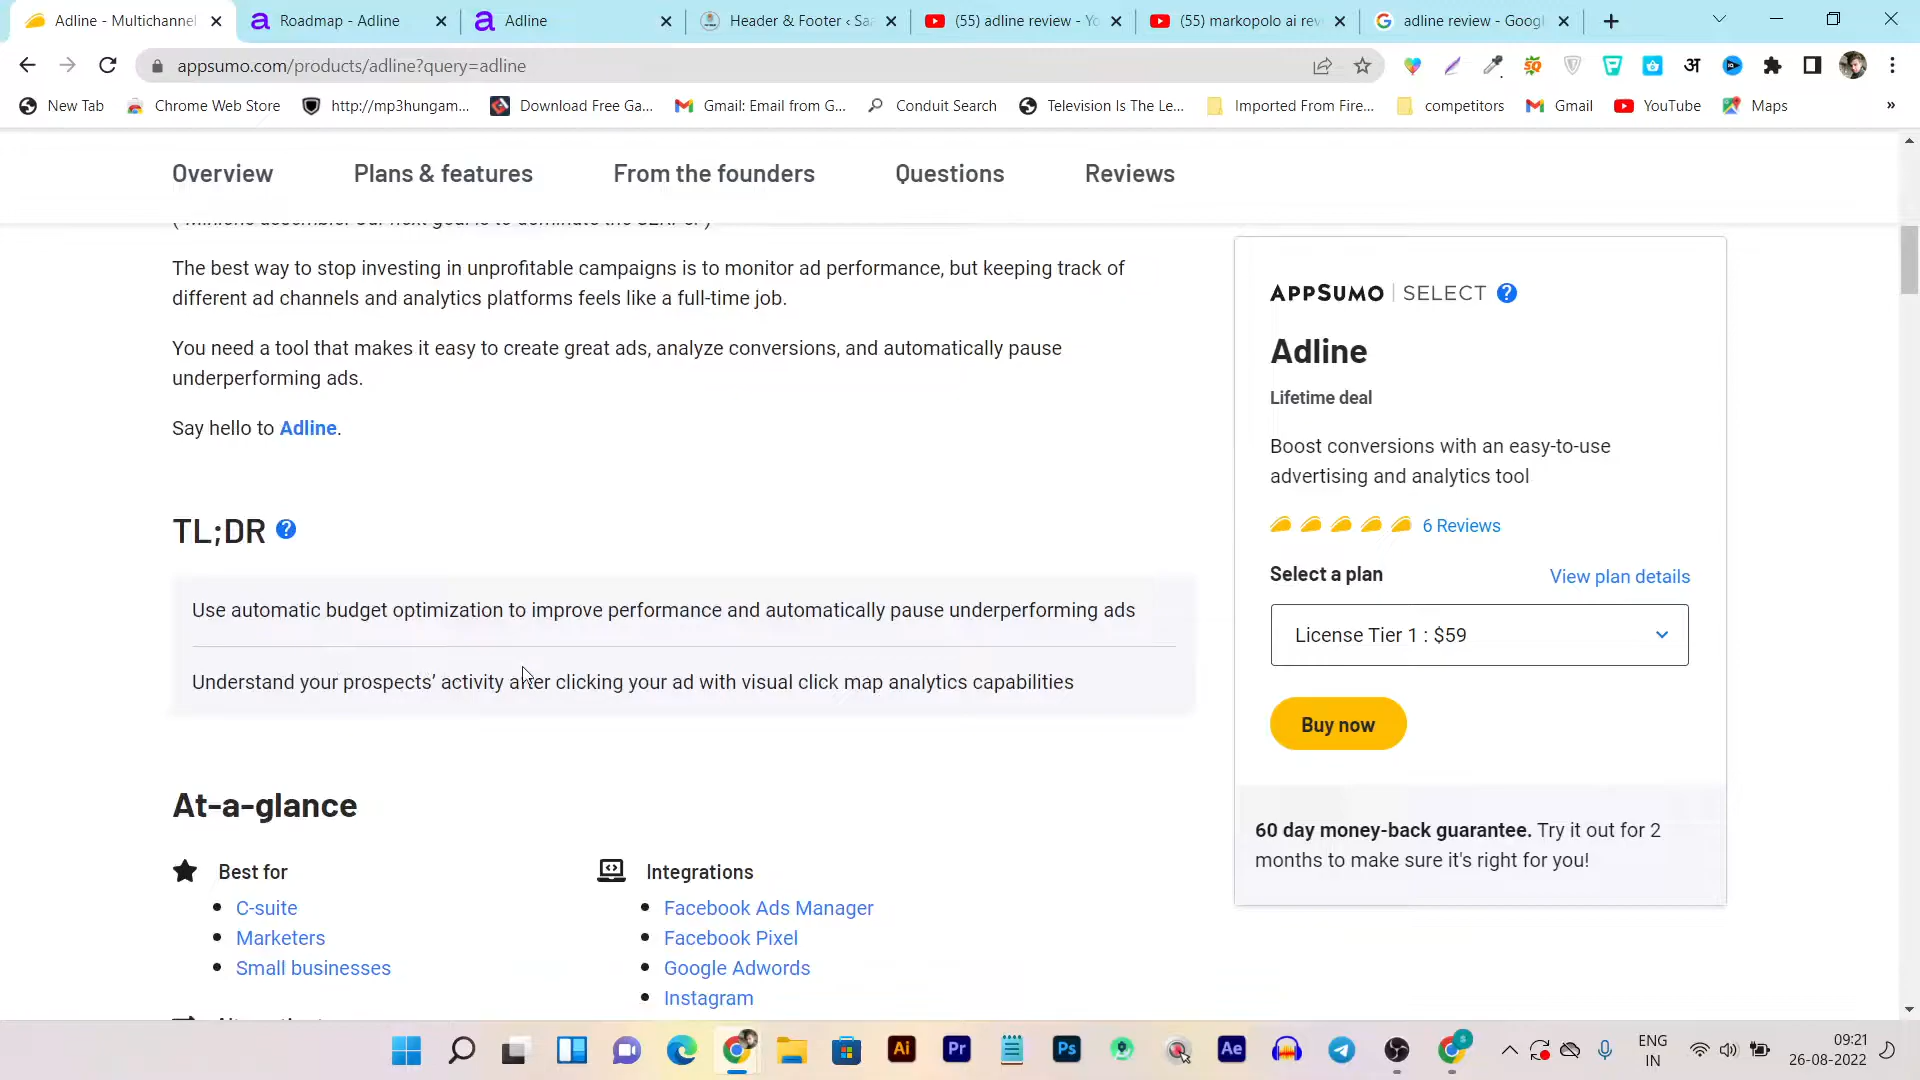 Adline - Multichannel
Roadmap - Adline
Adline
Header & Footer ‹ Saa
(55) adline review - Yo
(55) markopolo ai rev
adline review - Googl
appsumo.com/products/adline?query=adline
New Tab
Chrome Web Store
http://mp3hungam...
Download Free Ga...
Gmail: Email from G...
Conduit Search
Television Is The Le...
Imported From Fire...
competitors
Gmail
YouTube
Maps
»
Overview
Plans & features
From the founders
Questions
Reviews
The best way to stop investing in unprofitable campaigns is to monitor ad performance, but keeping track of
different ad channels and analytics platforms feels like a full-time job.
You need a tool that makes it easy to create great ads, analyze conversions, and automatically pause
underperforming ads.
Say hello to Adline.
TL;DR ?
Use automatic budget optimization to improve performance and automatically pause underperforming ads
Understand your prospects’ activity after clicking your ad with visual click map analytics capabilities
At-a-glance
Best for
C-suite
Marketers
Small businesses
Integrations
Facebook Ads Manager
Facebook Pixel
Google Adwords
Instagram
APPSUMO | SELECT ?
Adline
Lifetime deal
Boost conversions with an easy-to-use
advertising and analytics tool
6 Reviews
Select a plan
View plan details
License Tier 1 : $59
Buy now
60 day money-back guarantee. Try it out for 2
months to make sure it's right for you!
Ai
Pr
Ps
Ae
ENG
IN
09:21
26-08-2022